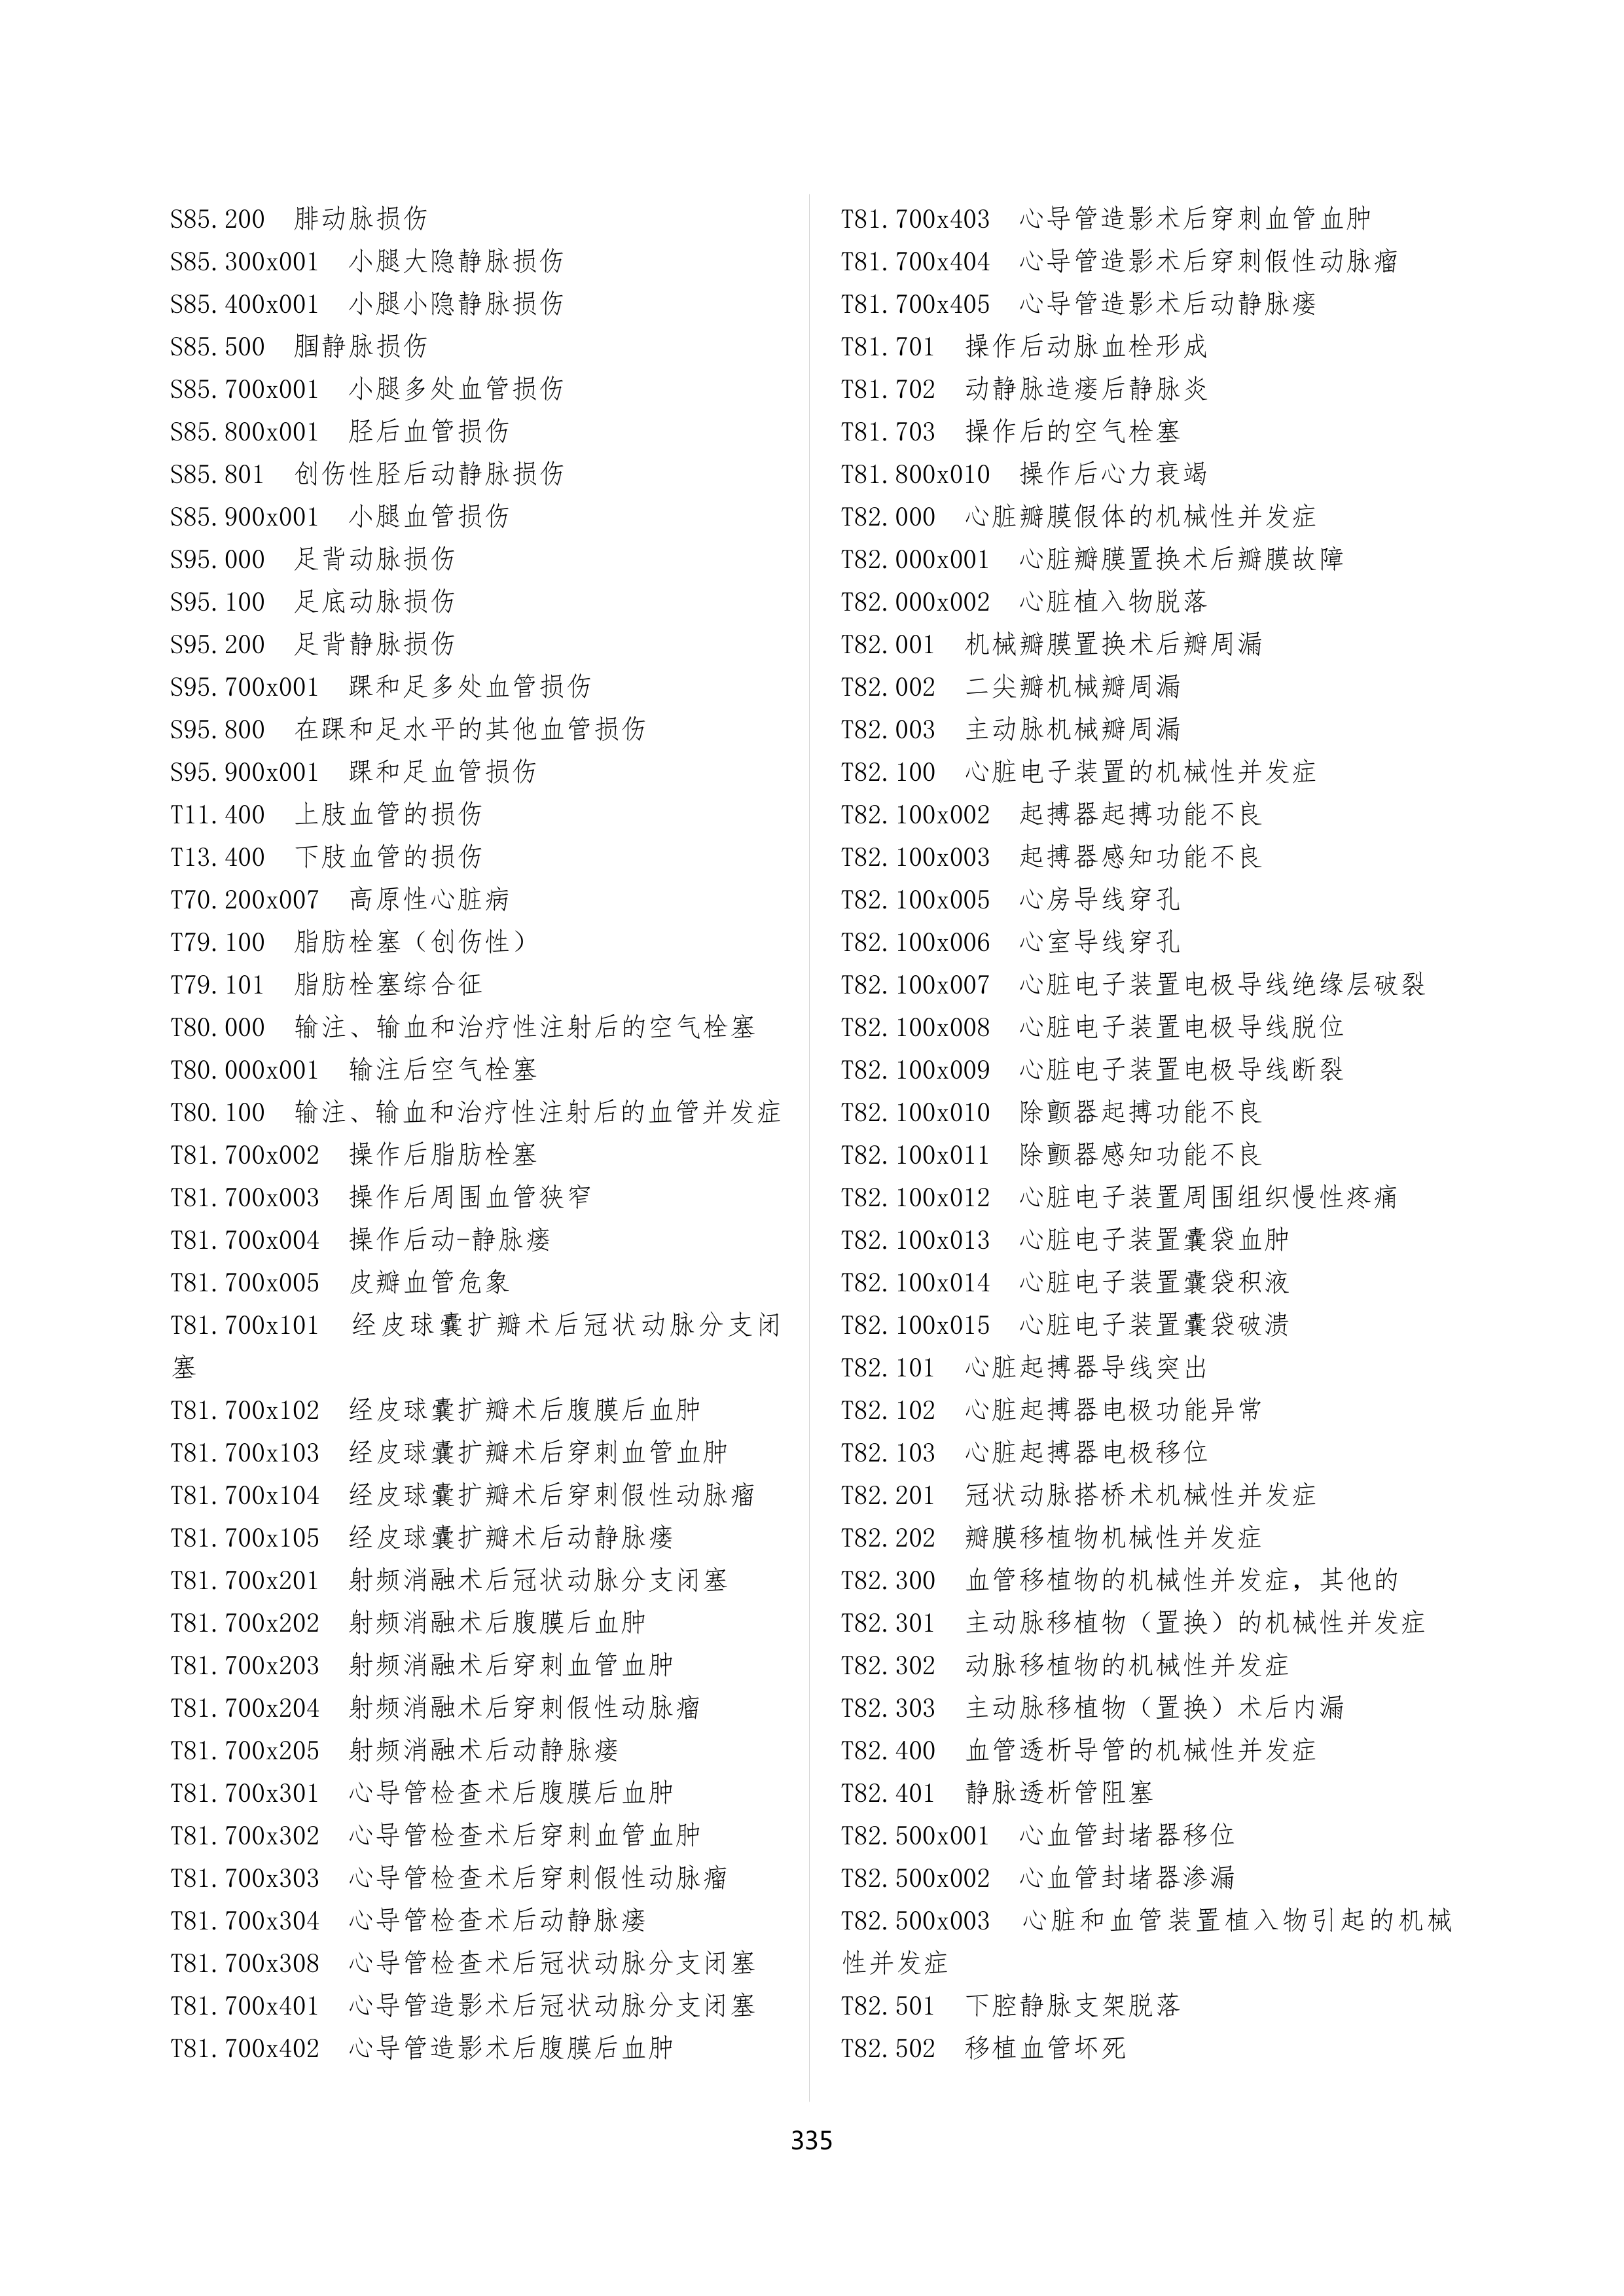 S85.200　腓动脉损伤
S85.300x001　小腿大隐静脉损伤
S85.400x001　小腿小隐静脉损伤
S85.500　腘静脉损伤
S85.700x001　小腿多处血管损伤
S85.800x001　胫后血管损伤
S85.801　创伤性胫后动静脉损伤
S85.900x001　小腿血管损伤
S95.000　足背动脉损伤
S95.100　足底动脉损伤
S95.200　足背静脉损伤
S95.700x001　踝和足多处血管损伤
S95.800　在踝和足水平的其他血管损伤
S95.900x001　踝和足血管损伤
T11.400　上肢血管的损伤
T13.400　下肢血管的损伤
T70.200x007　高原性心脏病
T79.100　脂肪栓塞（创伤性）
T79.101　脂肪栓塞综合征
T80.000　输注、输血和治疗性注射后的空气栓塞
T80.000x001　输注后空气栓塞
T80.100　输注、输血和治疗性注射后的血管并发症
T81.700x002　操作后脂肪栓塞
T81.700x003　操作后周围血管狭窄
T81.700x004　操作后动-静脉瘘
T81.700x005　皮瓣血管危象
T81.700x101　经皮球囊扩瓣术后冠状动脉分支闭
塞
T81.700x102　经皮球囊扩瓣术后腹膜后血肿
T81.700x103　经皮球囊扩瓣术后穿刺血管血肿
T81.700x104　经皮球囊扩瓣术后穿刺假性动脉瘤
T81.700x105　经皮球囊扩瓣术后动静脉瘘
T81.700x201　射频消融术后冠状动脉分支闭塞
T81.700x202　射频消融术后腹膜后血肿
T81.700x203　射频消融术后穿刺血管血肿
T81.700x204　射频消融术后穿刺假性动脉瘤
T81.700x205　射频消融术后动静脉瘘
T81.700x301　心导管检查术后腹膜后血肿
T81.700x302　心导管检查术后穿刺血管血肿
T81.700x303　心导管检查术后穿刺假性动脉瘤
T81.700x304　心导管检查术后动静脉瘘
T81.700x308　心导管检查术后冠状动脉分支闭塞
T81.700x401　心导管造影术后冠状动脉分支闭塞
T81.700x402　心导管造影术后腹膜后血肿
T81.700x403　心导管造影术后穿刺血管血肿
T81.700x404　心导管造影术后穿刺假性动脉瘤
T81.700x405　心导管造影术后动静脉瘘
T81.701　操作后动脉血栓形成
T81.702　动静脉造瘘后静脉炎
T81.703　操作后的空气栓塞
T81.800x010　操作后心力衰竭
T82.000　心脏瓣膜假体的机械性并发症
T82.000x001　心脏瓣膜置换术后瓣膜故障
T82.000x002　心脏植入物脱落
T82.001　机械瓣膜置换术后瓣周漏
T82.002　二尖瓣机械瓣周漏
T82.003　主动脉机械瓣周漏
T82.100　心脏电子装置的机械性并发症
T82.100x002　起搏器起搏功能不良
T82.100x003　起搏器感知功能不良
T82.100x005　心房导线穿孔
T82.100x006　心室导线穿孔
T82.100x007　心脏电子装置电极导线绝缘层破裂
T82.100x008　心脏电子装置电极导线脱位
T82.100x009　心脏电子装置电极导线断裂
T82.100x010　除颤器起搏功能不良
T82.100x011　除颤器感知功能不良
T82.100x012　心脏电子装置周围组织慢性疼痛
T82.100x013　心脏电子装置囊袋血肿
T82.100x014　心脏电子装置囊袋积液
T82.100x015　心脏电子装置囊袋破溃
T82.101　心脏起搏器导线突出
T82.102　心脏起搏器电极功能异常
T82.103　心脏起搏器电极移位
T82.201　冠状动脉搭桥术机械性并发症
T82.202　瓣膜移植物机械性并发症
T82.300　血管移植物的机械性并发症，其他的
T82.301　主动脉移植物（置换）的机械性并发症
T82.302　动脉移植物的机械性并发症
T82.303　主动脉移植物（置换）术后内漏
T82.400　血管透析导管的机械性并发症
T82.401　静脉透析管阻塞
T82.500x001　心血管封堵器移位
T82.500x002　心血管封堵器渗漏
T82.500x003　心脏和血管装置植入物引起的机械
性并发症
T82.501　下腔静脉支架脱落
T82.502　移植血管坏死
335